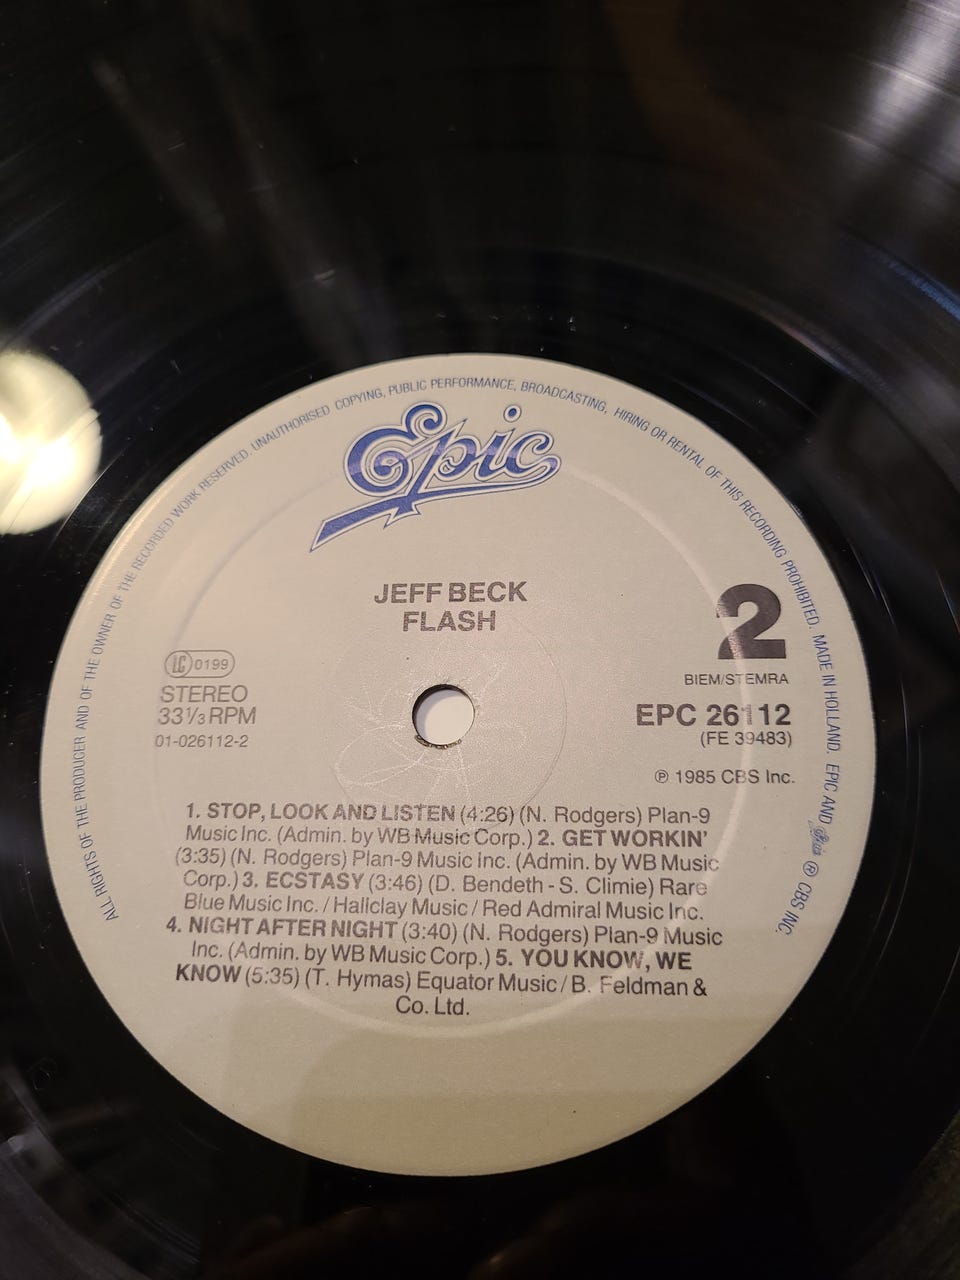 ALL RIGHTS OF THE PRODUCER AND OF THE OWNER OF THE RECORDED WORK RESERVED. UNAUTHORISED COPYING, PUBLIC PERFORMANCE, BROADCASTING, HIRING OR RENTAL OF THIS RECORDING PROHIBITED. MADE IN HOLLAND. EPIC AND Epic ® CBS INC.
Epic
JEFF BECK
FLASH
2
LC 0199
BIEM/STEMRA
STEREO
33⅓ RPM
EPC 26112
01-026112-2
(FE 39483)
℗ 1985 CBS Inc.
1. STOP, LOOK AND LISTEN (4:26) (N. Rodgers) Plan-9
Music Inc. (Admin. by WB Music Corp.) 2. GET WORKIN'
(3:35) (N. Rodgers) Plan-9 Music Inc. (Admin. by WB Music
Corp.) 3. ECSTASY (3:46) (D. Bendeth - S. Climie) Rare
Blue Music Inc. / Haliclay Music / Red Admiral Music Inc.
4. NIGHT AFTER NIGHT (3:40) (N. Rodgers) Plan-9 Music
Inc. (Admin. by WB Music Corp.) 5. YOU KNOW, WE
KNOW (5:35) (T. Hymas) Equator Music / B. Feldman &
Co. Ltd.